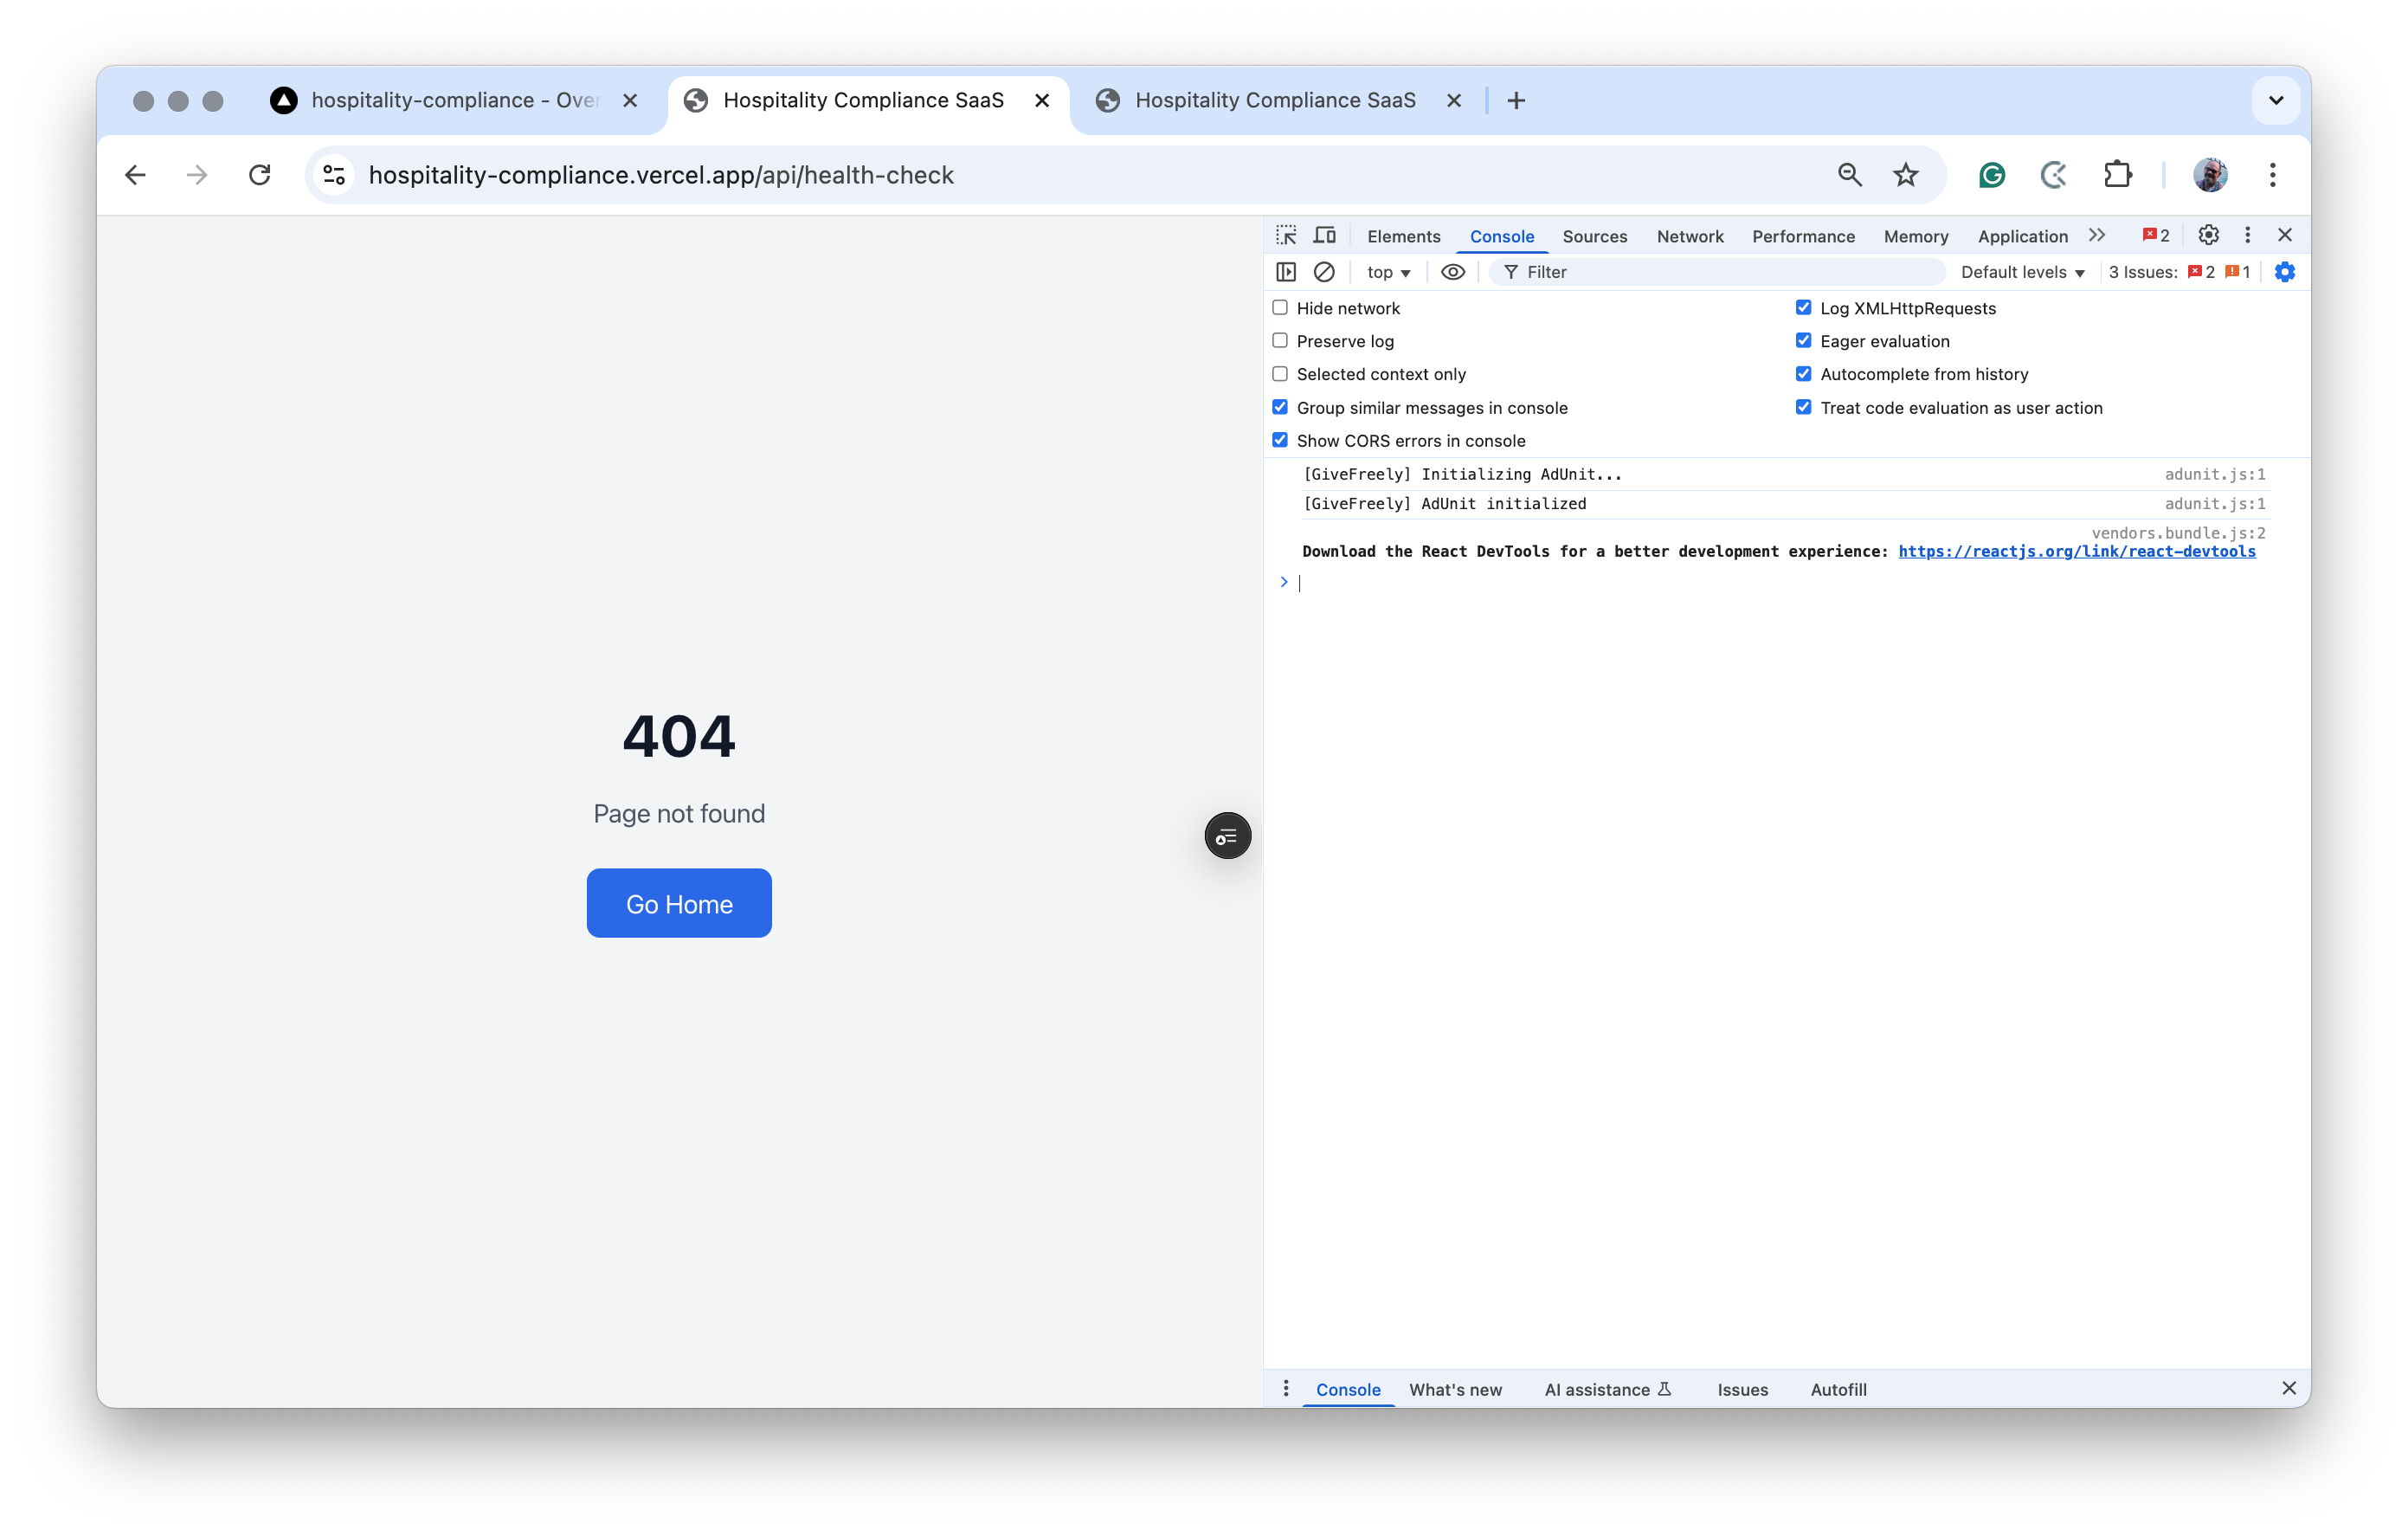 hospitality-compliance - Over
Hospitality Compliance SaaS
Hospitality Compliance SaaS
hospitality-compliance.vercel.app/api/health-check
Elements
Console
Sources
Network
Performance
Memory
Application
2
top
Filter
Default levels
3 Issues: 2 1
Hide network
Log XMLHttpRequests
Preserve log
Eager evaluation
Selected context only
Autocomplete from history
Group similar messages in console
Treat code evaluation as user action
Show CORS errors in console
[GiveFreely] Initializing AdUnit... adunit.js:1
[GiveFreely] AdUnit initialized adunit.js:1
vendors.bundle.js:2
Download the React DevTools for a better development experience: https://reactjs.org/link/react-devtools
404
Page not found
Go Home
Console
What's new
AI assistance
Issues
Autofill